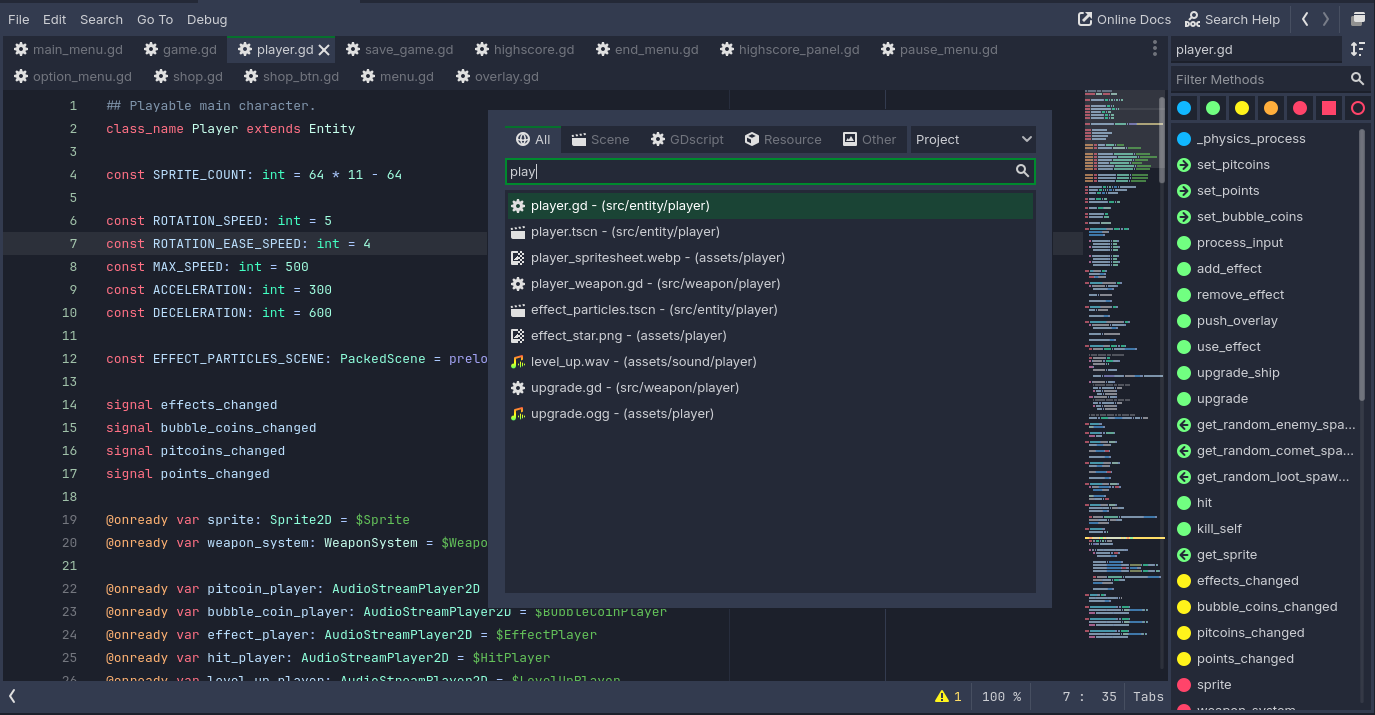 File Edit Search Go To Debug Online Docs Search Help
main_menu.gd game.gd player.gd save_game.gd highscore.gd end_menu.gd highscore_panel.gd pause_menu.gd
option_menu.gd shop.gd shop_btn.gd menu.gd overlay.gd
1 ## Playable main character.
2 class_name Player extends Entity
3
4 const SPRITE_COUNT: int = 64 * 11 - 64
5
6 const ROTATION_SPEED: int = 5
7 const ROTATION_EASE_SPEED: int = 4
8 const MAX_SPEED: int = 500
9 const ACCELERATION: int = 300
10 const DECELERATION: int = 600
11
12 const EFFECT_PARTICLES_SCENE: PackedScene = prelo
13
14 signal effects_changed
15 signal bubble_coins_changed
16 signal pitcoins_changed
17 signal points_changed
18
19 @onready var sprite: Sprite2D = $Sprite
20 @onready var weapon_system: WeaponSystem = $Weapo
21
22 @onready var pitcoin_player: AudioStreamPlayer2D
23 @onready var bubble_coin_player: AudioStreamPlayer2D = $BubbleCoinPlayer
24 @onready var effect_player: AudioStreamPlayer2D = $EffectPlayer
25 @onready var hit_player: AudioStreamPlayer2D = $HitPlayer
26 @onready var level_up_player: AudioStreamPlayer2D = $LevelUpPlayer
All Scene GDscript Resource Other Project
play
player.gd - (src/entity/player)
player.tscn - (src/entity/player)
player_spritesheet.webp - (assets/player)
player_weapon.gd - (src/weapon/player)
effect_particles.tscn - (src/entity/player)
effect_star.png - (assets/player)
level_up.wav - (assets/sound/player)
upgrade.gd - (src/weapon/player)
upgrade.ogg - (assets/player)
player.gd
Filter Methods
_physics_process
set_pitcoins
set_points
set_bubble_coins
process_input
add_effect
remove_effect
push_overlay
use_effect
upgrade_ship
upgrade
get_random_enemy_spa...
get_random_comet_spa...
get_random_loot_spaw...
hit
kill_self
get_sprite
effects_changed
bubble_coins_changed
pitcoins_changed
points_changed
sprite
weapon_system
1 100 % 7 : 35 Tabs